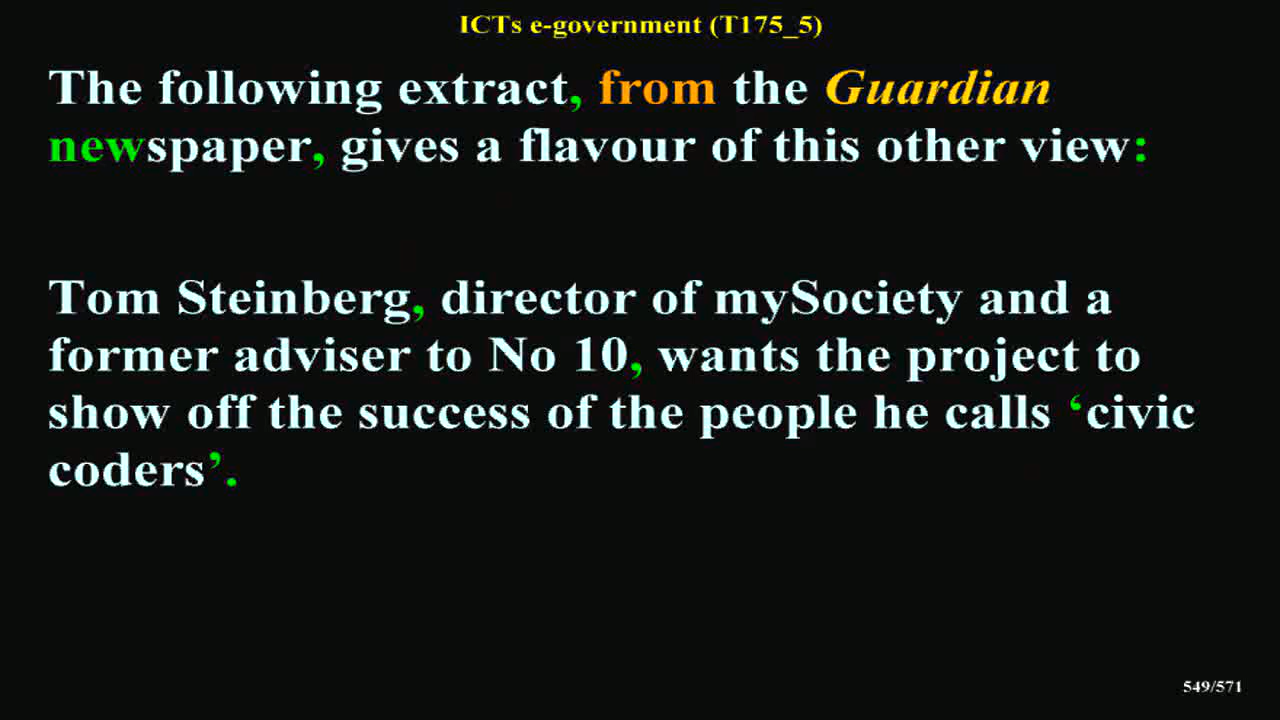 ICTs e-government (T175_5)
The following extract, from the Guardian
newspaper, gives a flavour of this other view:
Tom Steinberg, director of mySociety and a
former adviser to No 10, wants the project to
show off the success of the people he calls ‘civic
coders’.
549/571